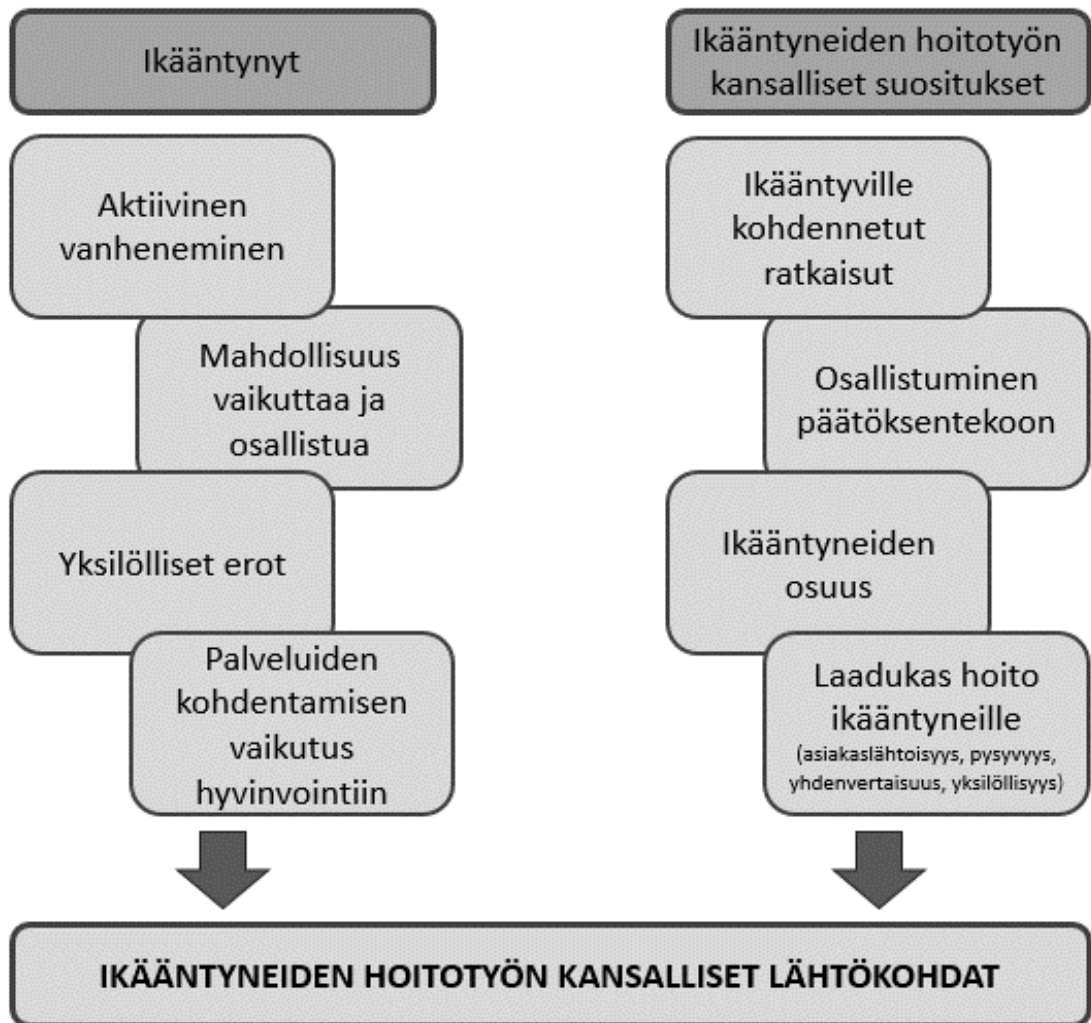 Ikääntynyt
Aktiivinen
vanheneminen
Mahdollisuus
vaikuttaa ja
osallistua
Yksilölliset erot
Palveluiden
kohdentamisen
vaikutus
hyvinvointiin
Ikääntyneiden hoitotyön
kansalliset suositukset
Ikääntyville
kohdennetut
ratkaisut
Osallistuminen
päätöksentekoon
Ikääntyneiden
osuus
Laadukas hoito
ikääntyneille
(asiakaslähtoisyys, pysyvyys,
yhdenvertaisuus, yksilöllisyys)
IKÄÄNTYNEIDEN HOITOTYÖN KANSALLISET LÄHTÖKOHDAT